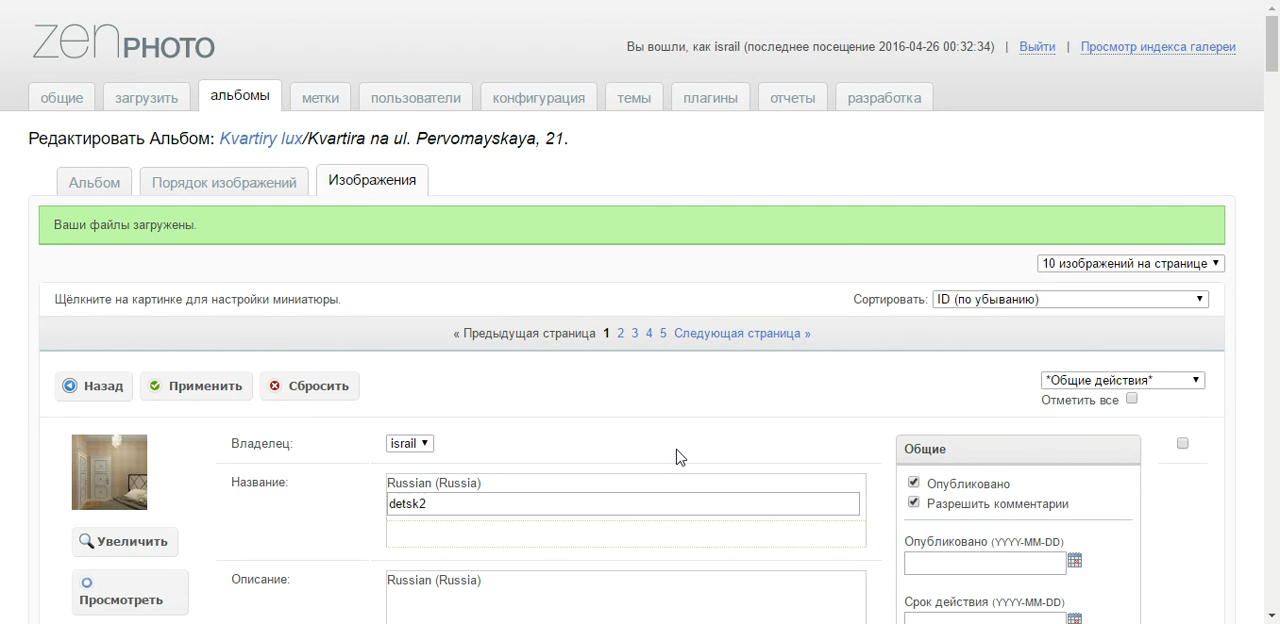 zenPHOTO
Вы вошли, как israil (последнее посещение 2016-04-26 00:32:34) | Выйти | Просмотр индекса галереи
общие загрузить альбомы метки пользователи конфигурация темы плагины отчеты разработка
Редактировать Альбом: Kvartiry lux/Kvartira na ul. Pervomayskaya, 21.
Альбом Порядок изображений Изображения
Ваши файлы загружены.
10 изображений на странице
Щёлкните на картинке для настройки миниатюры. Сортировать: ID (по убыванию)
« Предыдущая страница 1 2 3 4 5 Следующая страница »
Назад Применить Сбросить *Общие действия*
Отметить все
Владелец: israil Общие
Название: Russian (Russia) Опубликовано
detsk2 Разрешить комментарии
Увеличить Опубликовано (YYYY-MM-DD)
Описание: Russian (Russia)
Просмотреть Срок действия (YYYY-MM-DD)